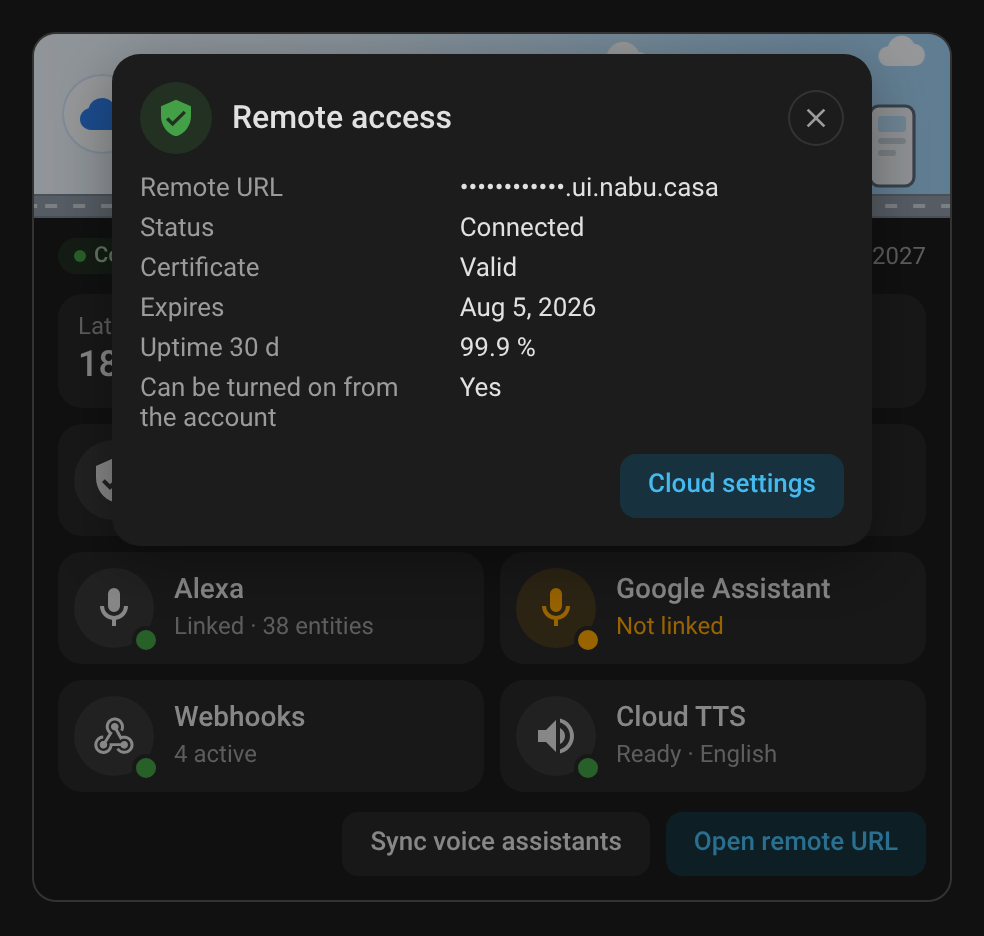 Remote access
Remote URL ••••••••••••.ui.nabu.casa
Status Connected
Certificate Valid
Expires Aug 5, 2026
Uptime 30 d 99.9 %
Can be turned on from Yes
the account
Cloud settings
2027
18
Alexa
Linked · 38 entities
Google Assistant
Not linked
Webhooks
4 active
Cloud TTS
Ready · English
Sync voice assistants
Open remote URL